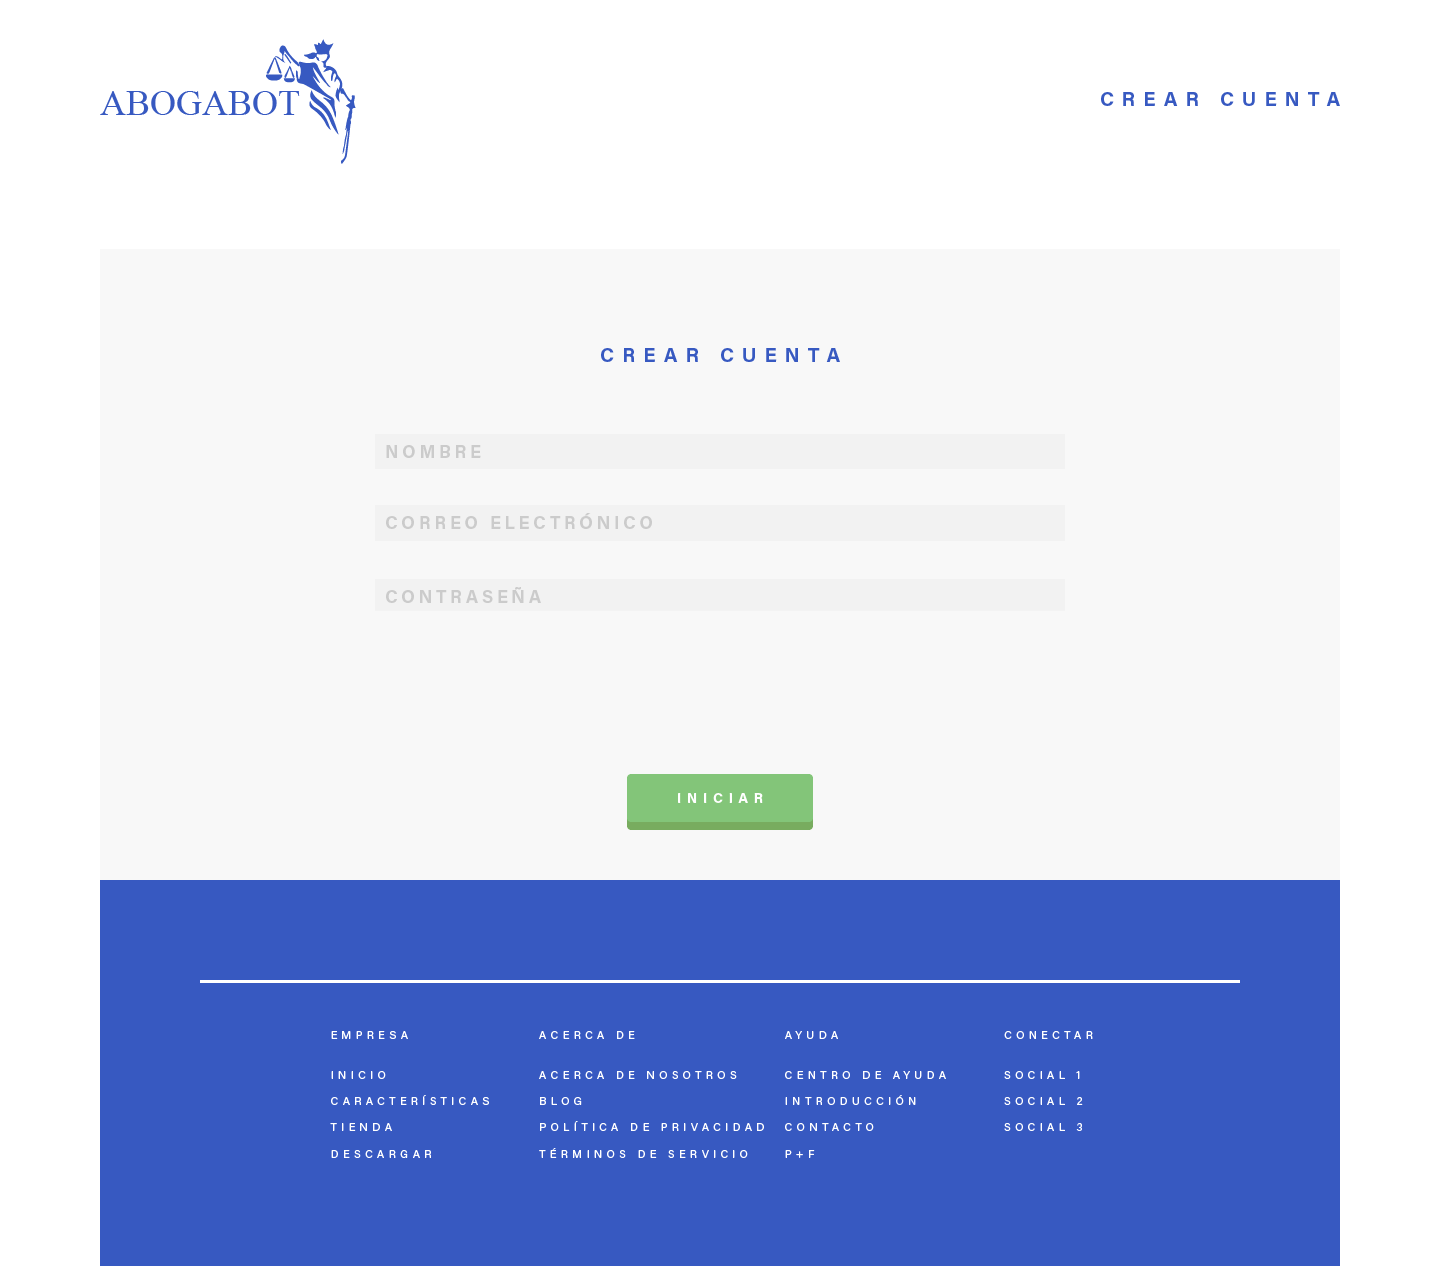 ABOGABOT
CREAR CUENTA
CREAR CUENTA
NOMBRE
CORREO ELECTRÓNICO
CONTRASEÑA
INICIAR
EMPRESA
INICIO
CARACTERÍSTICAS
TIENDA
DESCARGAR
ACERCA DE
ACERCA DE NOSOTROS
BLOG
POLÍTICA DE PRIVACIDAD
TÉRMINOS DE SERVICIO
AYUDA
CENTRO DE AYUDA
INTRODUCCIÓN
CONTACTO
P+F
CONECTAR
SOCIAL 1
SOCIAL 2
SOCIAL 3